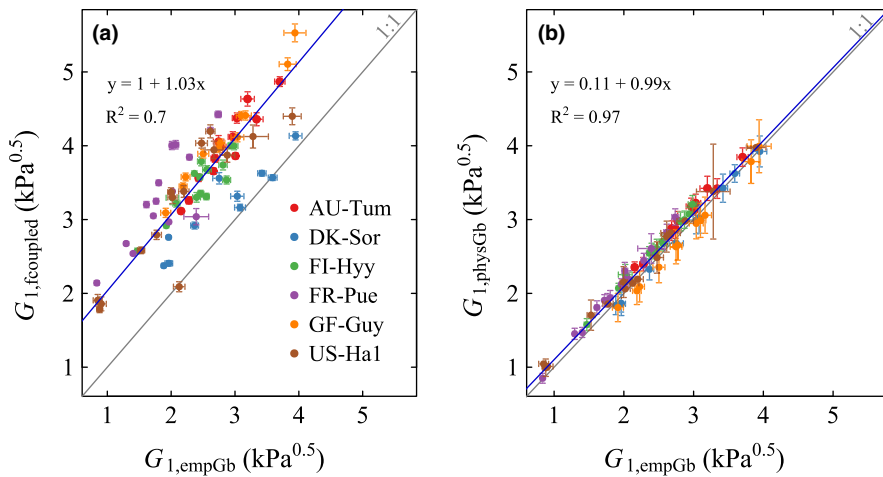 (a)
1:1
y = 1 + 1.03x
R² = 0.7
5
4
3
2
1
G1,fcoupled (kPa^0.5)
AU-Tum
DK-Sor
FI-Hyy
FR-Pue
GF-Guy
US-Ha1
1 2 3 4 5
G1,empGb (kPa^0.5)
(b)
1:1
y = 0.11 + 0.99x
R² = 0.97
5
4
3
2
1
G1,physGb (kPa^0.5)
1 2 3 4 5
G1,empGb (kPa^0.5)